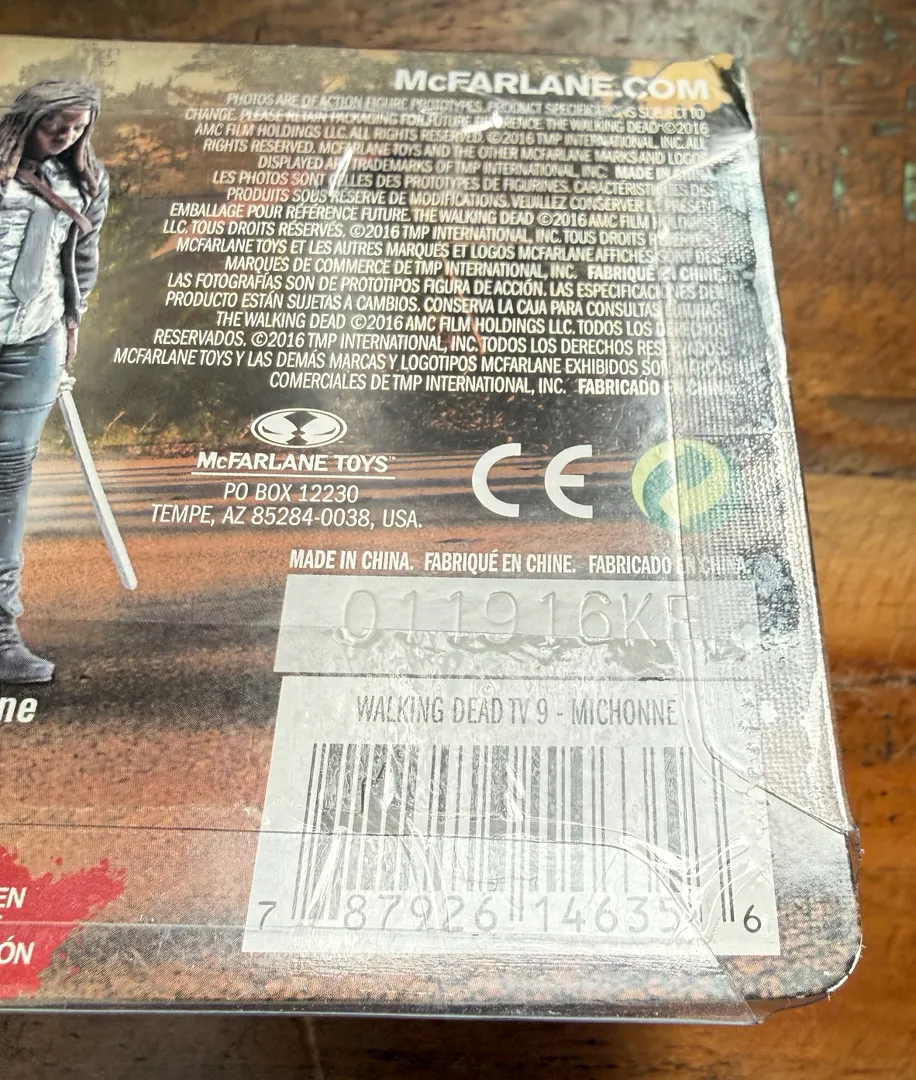 McFARLANE.COM
PHOTOS ARE OF ACTION FIGURE PROTOTYPES. PRODUCT SPECIFICATIONS SUBJECT TO
CHANGE. PLEASE RETAIN PACKAGING FOR FUTURE REFERENCE. THE WALKING DEAD ©2016
AMC FILM HOLDINGS LLC. ALL RIGHTS RESERVED. ©2016 TMP INTERNATIONAL, INC. ALL
RIGHTS RESERVED. MCFARLANE TOYS AND THE OTHER MCFARLANE MARKS AND LOGOS
DISPLAYED ARE TRADEMARKS OF TMP INTERNATIONAL, INC. MADE IN
LES PHOTOS SONT CELLES DES PROTOTYPES DE FIGURINES. CARACTÉRISTIQUES DES
PRODUITS SOUS RÉSERVE DE MODIFICATIONS. VEUILLEZ CONSERVER LE PRÉSENT
EMBALLAGE POUR RÉFÉRENCE FUTURE. THE WALKING DEAD ©2016 AMC FILM
LLC. TOUS DROITS RÉSERVÉS. ©2016 TMP INTERNATIONAL, INC. TOUS DROITS RÉSERVÉS.
MCFARLANE TOYS ET LES AUTRES MARQUES ET LOGOS MCFARLANE AFFICHÉS SONT DES
MARQUES DE COMMERCE DE TMP INTERNATIONAL, INC. FABRIQUÉ EN CHINE.
LAS FOTOGRAFÍAS SON DE PROTOTIPOS FIGURA DE ACCIÓN. LAS ESPECIFICACIONES DEL
PRODUCTO ESTÁN SUJETAS A CAMBIOS. CONSERVA LA CAJA PARA CONSULTAS FUTURAS.
THE WALKING DEAD ©2016 AMC FILM HOLDINGS LLC. TODOS LOS DERECHOS
RESERVADOS. ©2016 TMP INTERNATIONAL, INC. TODOS LOS DERECHOS RESERVADOS.
MCFARLANE TOYS Y LAS DEMÁS MARCAS Y LOGOTIPOS MCFARLANE EXHIBIDOS SON MARCAS
COMERCIALES DE TMP INTERNATIONAL, INC. FABRICADO EN CHINA.
McFARLANE TOYS™
PO BOX 12230
TEMPE, AZ 85284-0038, USA.
CE
MADE IN CHINA. FABRIQUÉ EN CHINE. FABRICADO EN CHINA.
WALKING DEAD TV 9 - MICHONNE
7 87926 14635 6
ne
EN
ÓN